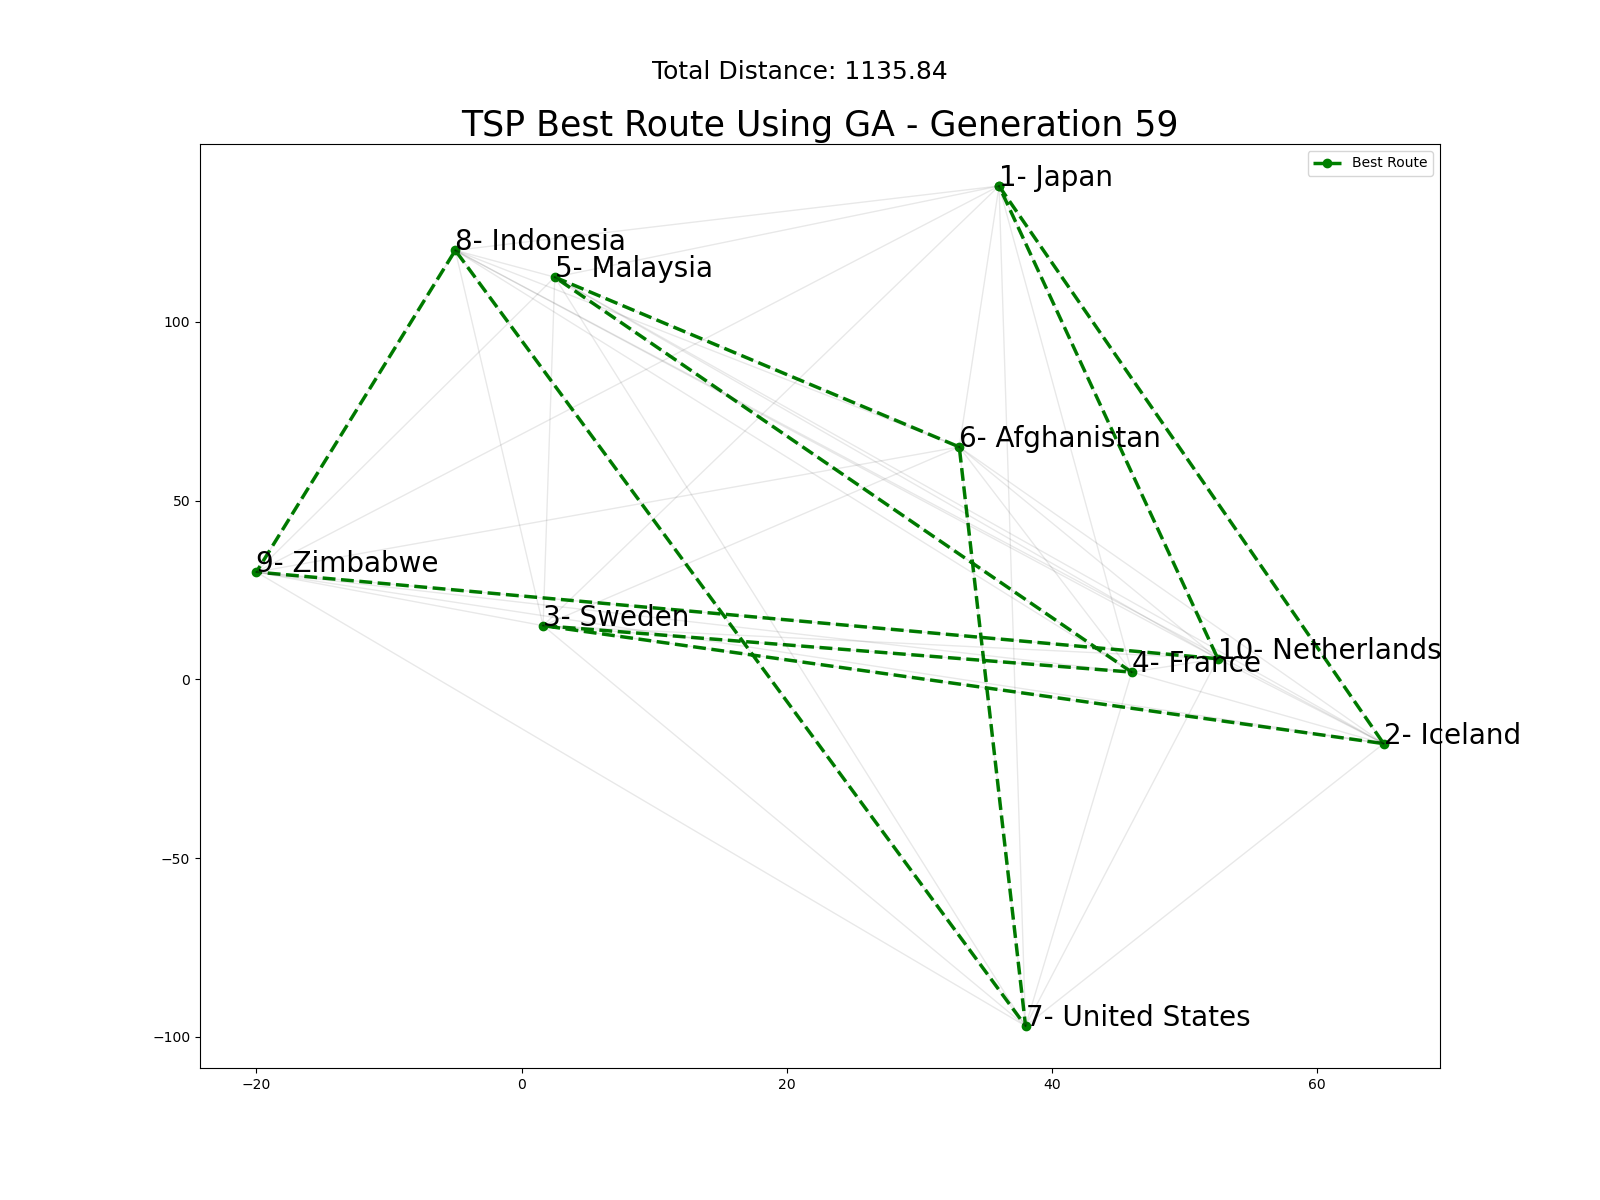 Total Distance: 1135.84
TSP Best Route Using GA - Generation 59
Best Route
1- Japan
8- Indonesia
5- Malaysia
6- Afghanistan
9- Zimbabwe
3- Sweden
10- Netherlands
4- France
2- Iceland
7- United States
100
50
0
−50
−100
−20
0
20
40
60